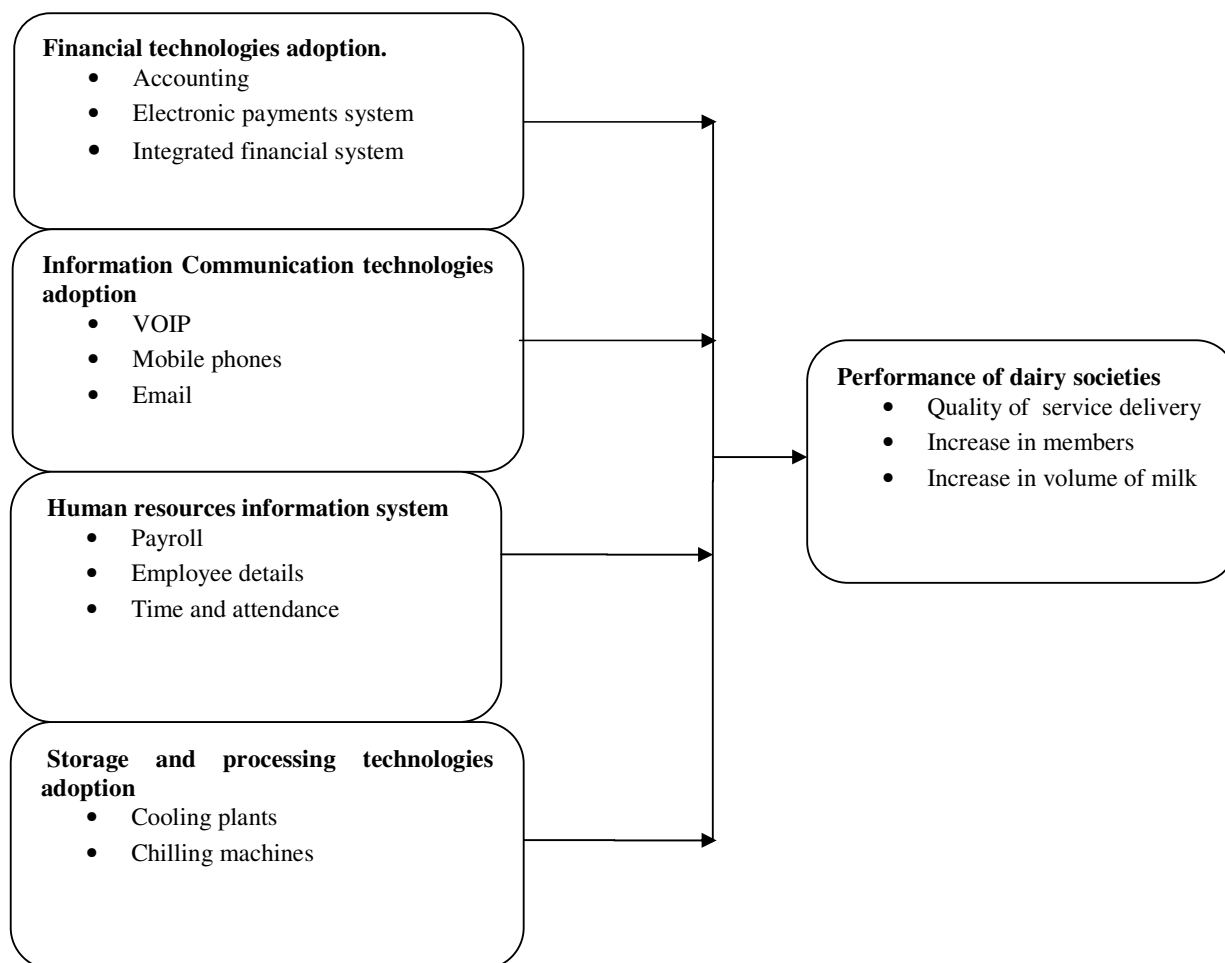 Financial technologies adoption.
• Accounting
• Electronic payments system
• Integrated financial system
Information Communication technologies
adoption
• VOIP
• Mobile phones
• Email
Human resources information system
• Payroll
• Employee details
• Time and attendance
Storage and processing technologies
adoption
• Cooling plants
• Chilling machines
Performance of dairy societies
• Quality of service delivery
• Increase in members
• Increase in volume of milk